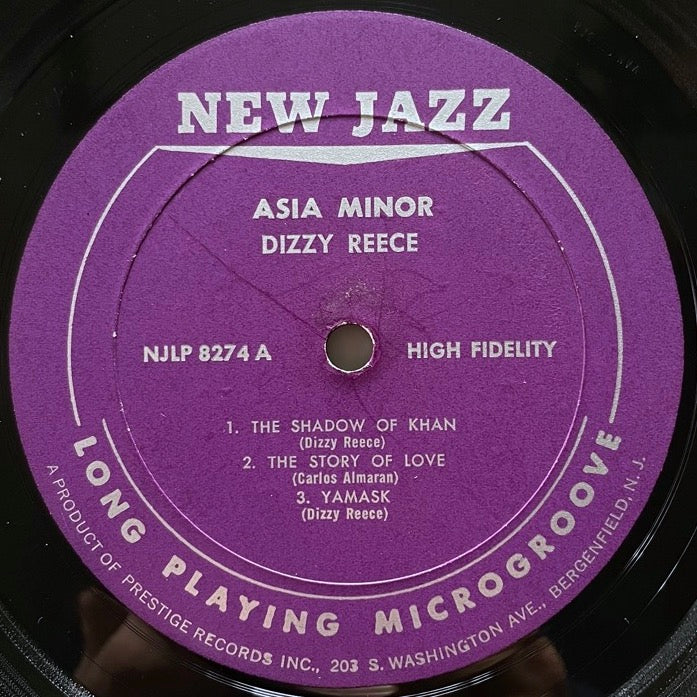 NEW JAZZ
ASIA MINOR
DIZZY REECE
NJLP 8274 A
HIGH FIDELITY
1. THE SHADOW OF KHAN
(Dizzy Reece)
2. THE STORY OF LOVE
(Carlos Almaran)
3. YAMASK
(Dizzy Reece)
LONG PLAYING MICROGROOVE
A PRODUCT OF PRESTIGE RECORDS INC., 203 S. WASHINGTON AVE., BERGENFIELD, N. J.